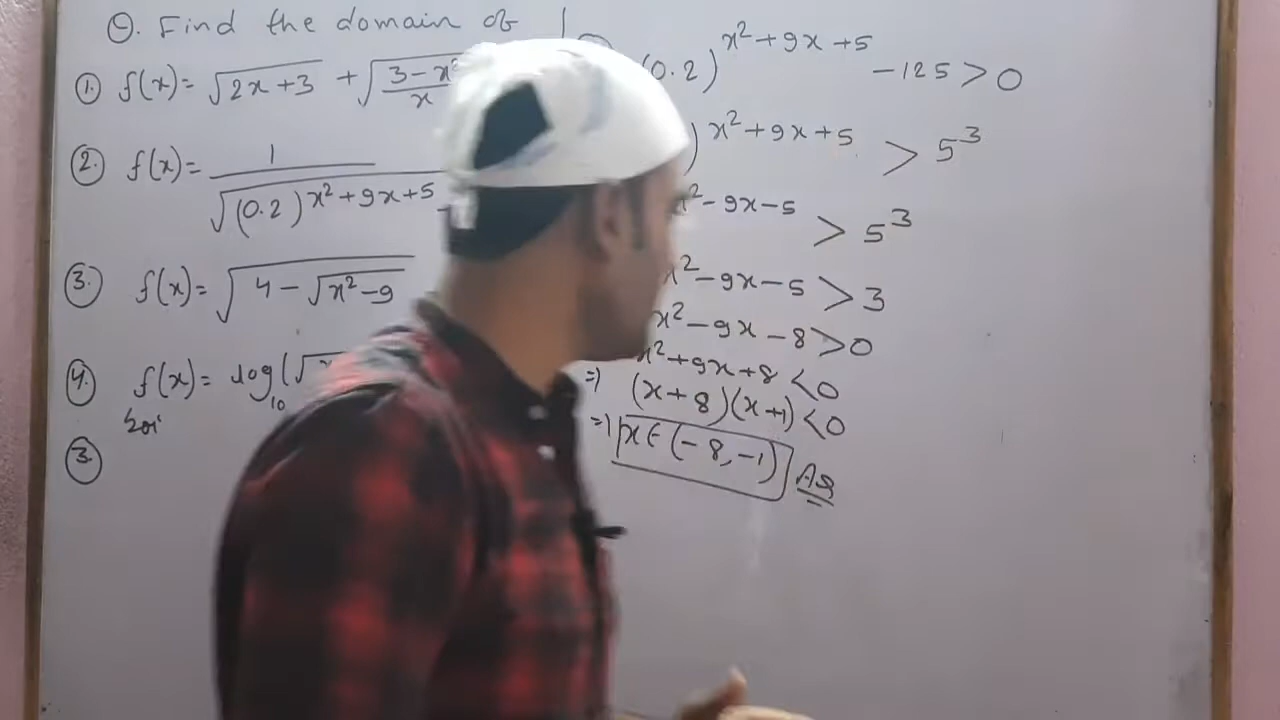 Q. Find the domain of
① f(x)= √2x+3 + √3-x²/x
② f(x)= 1/√(0.2)^x²+9x+5
③ f(x)= √4-√x²-9
④ f(x)= log₁₀(√
Sol:
③
(0.2)^x²+9x+5 -125>0
)^x²+9x+5 > 5³
²-9x-5 > 5³
x²-9x-5>3
x²-9x-8>0
x²+9x+8<0
=) (x+8)(x+1)<0
=) x∈(-8,-1)